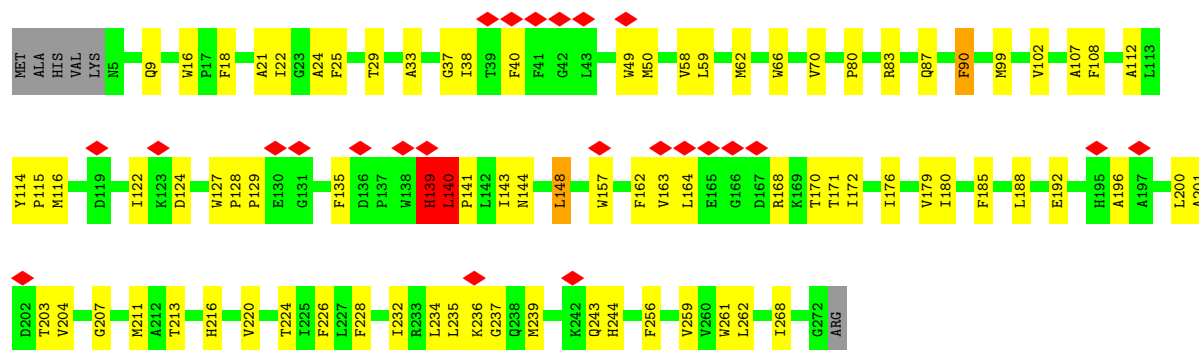 MET ALA HIS VAL LYS N5 Q9 W16 P17 F18 A21 I22 G23 A24 F25 T29 A33 G37 I38 T39 F40 F41 G42 L43 W49 M50 V58 L59 M62 W66 V70 P80 R83 Q87 F90 M99 V102 A107 F108 A112 L113
Y114 P115 M116 D119 I122 K123 D124 W127 P128 P129 E130 G131 F135 D136 P137 W138 H139 L140 P141 L142 I143 N144 L148 W157 F162 V163 L164 E165 G166 D167 R168 K169 T170 T171 I172 I176 V179 I180 F185 L188 E192 H195 A196 A197 L200 A201
D202 T203 V204 G207 M211 A212 T213 H216 V220 T224 I225 F226 L227 F228 I232 R233 L234 L235 K236 G237 Q238 M239 K242 Q243 H244 F256 V259 V260 W261 L262 I268 G272 ARG